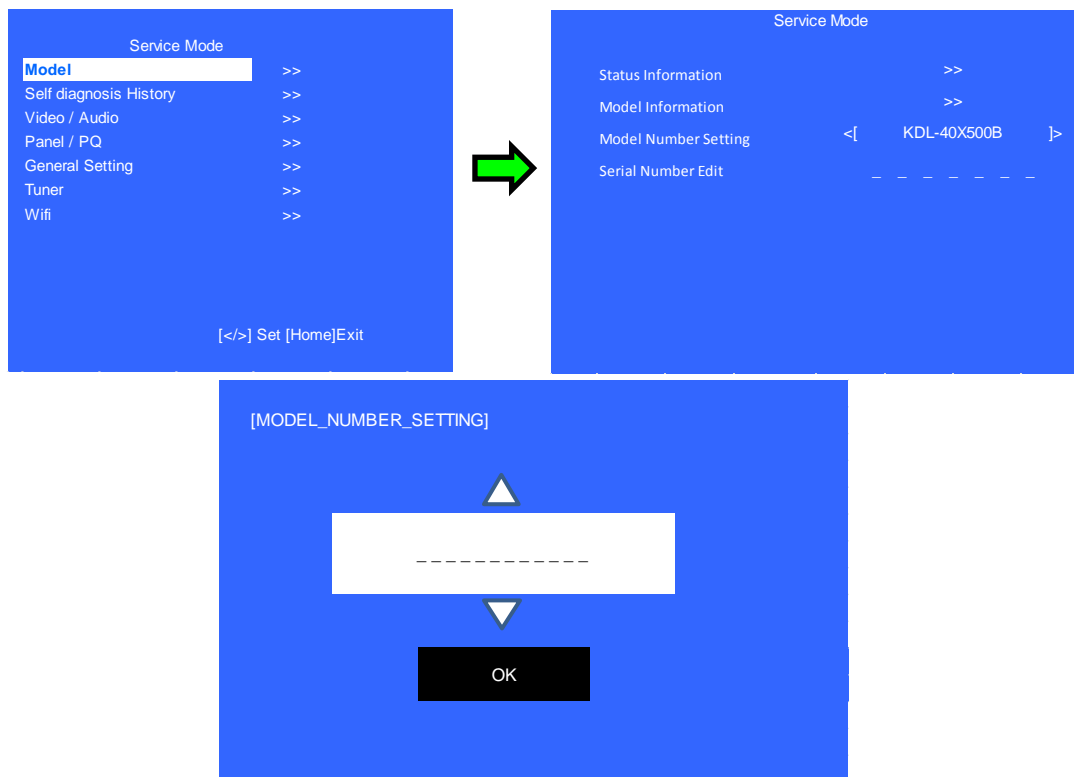 Service Mode
Model >>
Self diagnosis History >>
Video / Audio >>
Panel / PQ >>
General Setting >>
Tuner >>
Wifi >>
[</>] Set [Home]Exit
Service Mode
Status Information >>
Model Information >>
Model Number Setting <[ KDL-40X500B ]>
Serial Number Edit _ _ _ _ _ _ _
[MODEL_NUMBER_SETTING]
_ _ _ _ _ _ _ _ _ _ _ _
OK